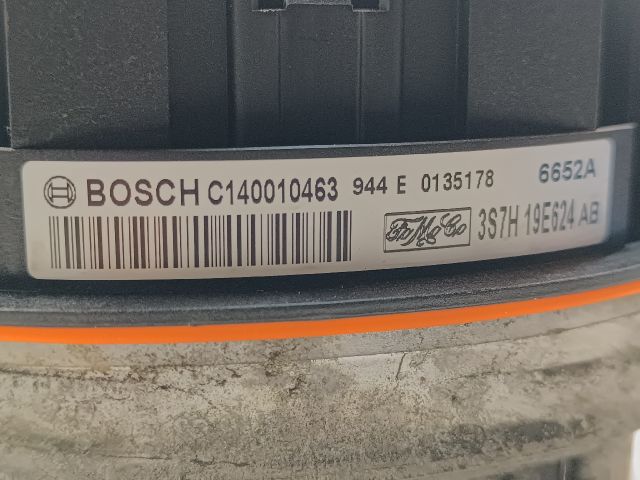 BOSCH C140010463 944 E 0135178 6652A
FoMoCo 3S7H 19E624 AB